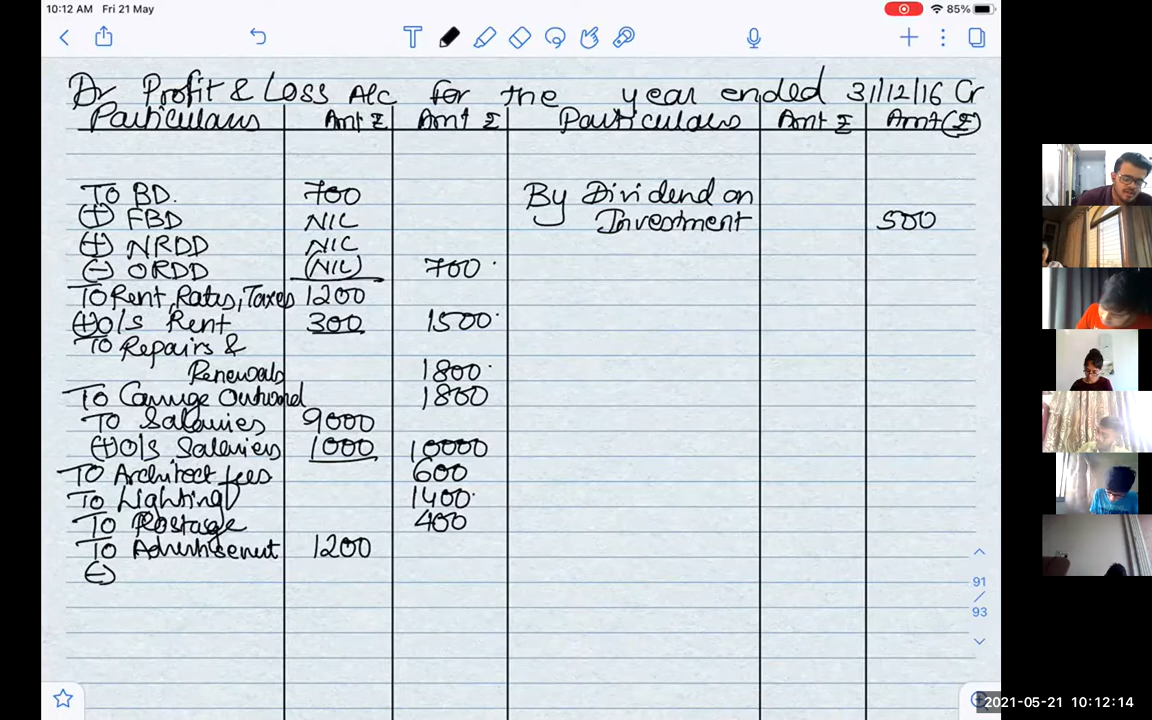 10:12 AM Fri 21 May
85%
T
Dr Profit & Loss A/c for the year ended 31/12/16 Cr
Particulars Amt ₹ Amt ₹ Particulars Amt ₹ Amt (₹)
To BD. 700 By Dividend on
(+) FBD NIL Investment 500
(+) NRDD NIL
(-) ORDD (NIL) 700
To Rent, Rates, Taxes 1200
(+) O/s Rent 300 1500
To Repairs &
Renewals 1800
To Carriage Outward 1800
To Salaries 9000
(+) O/s Salaries 1000 10000
To Architect fees 600
To Lighting 1400
To Postage 400
To Advertisement 1200
(-)
91
/
93
2021-05-21 10:12:14